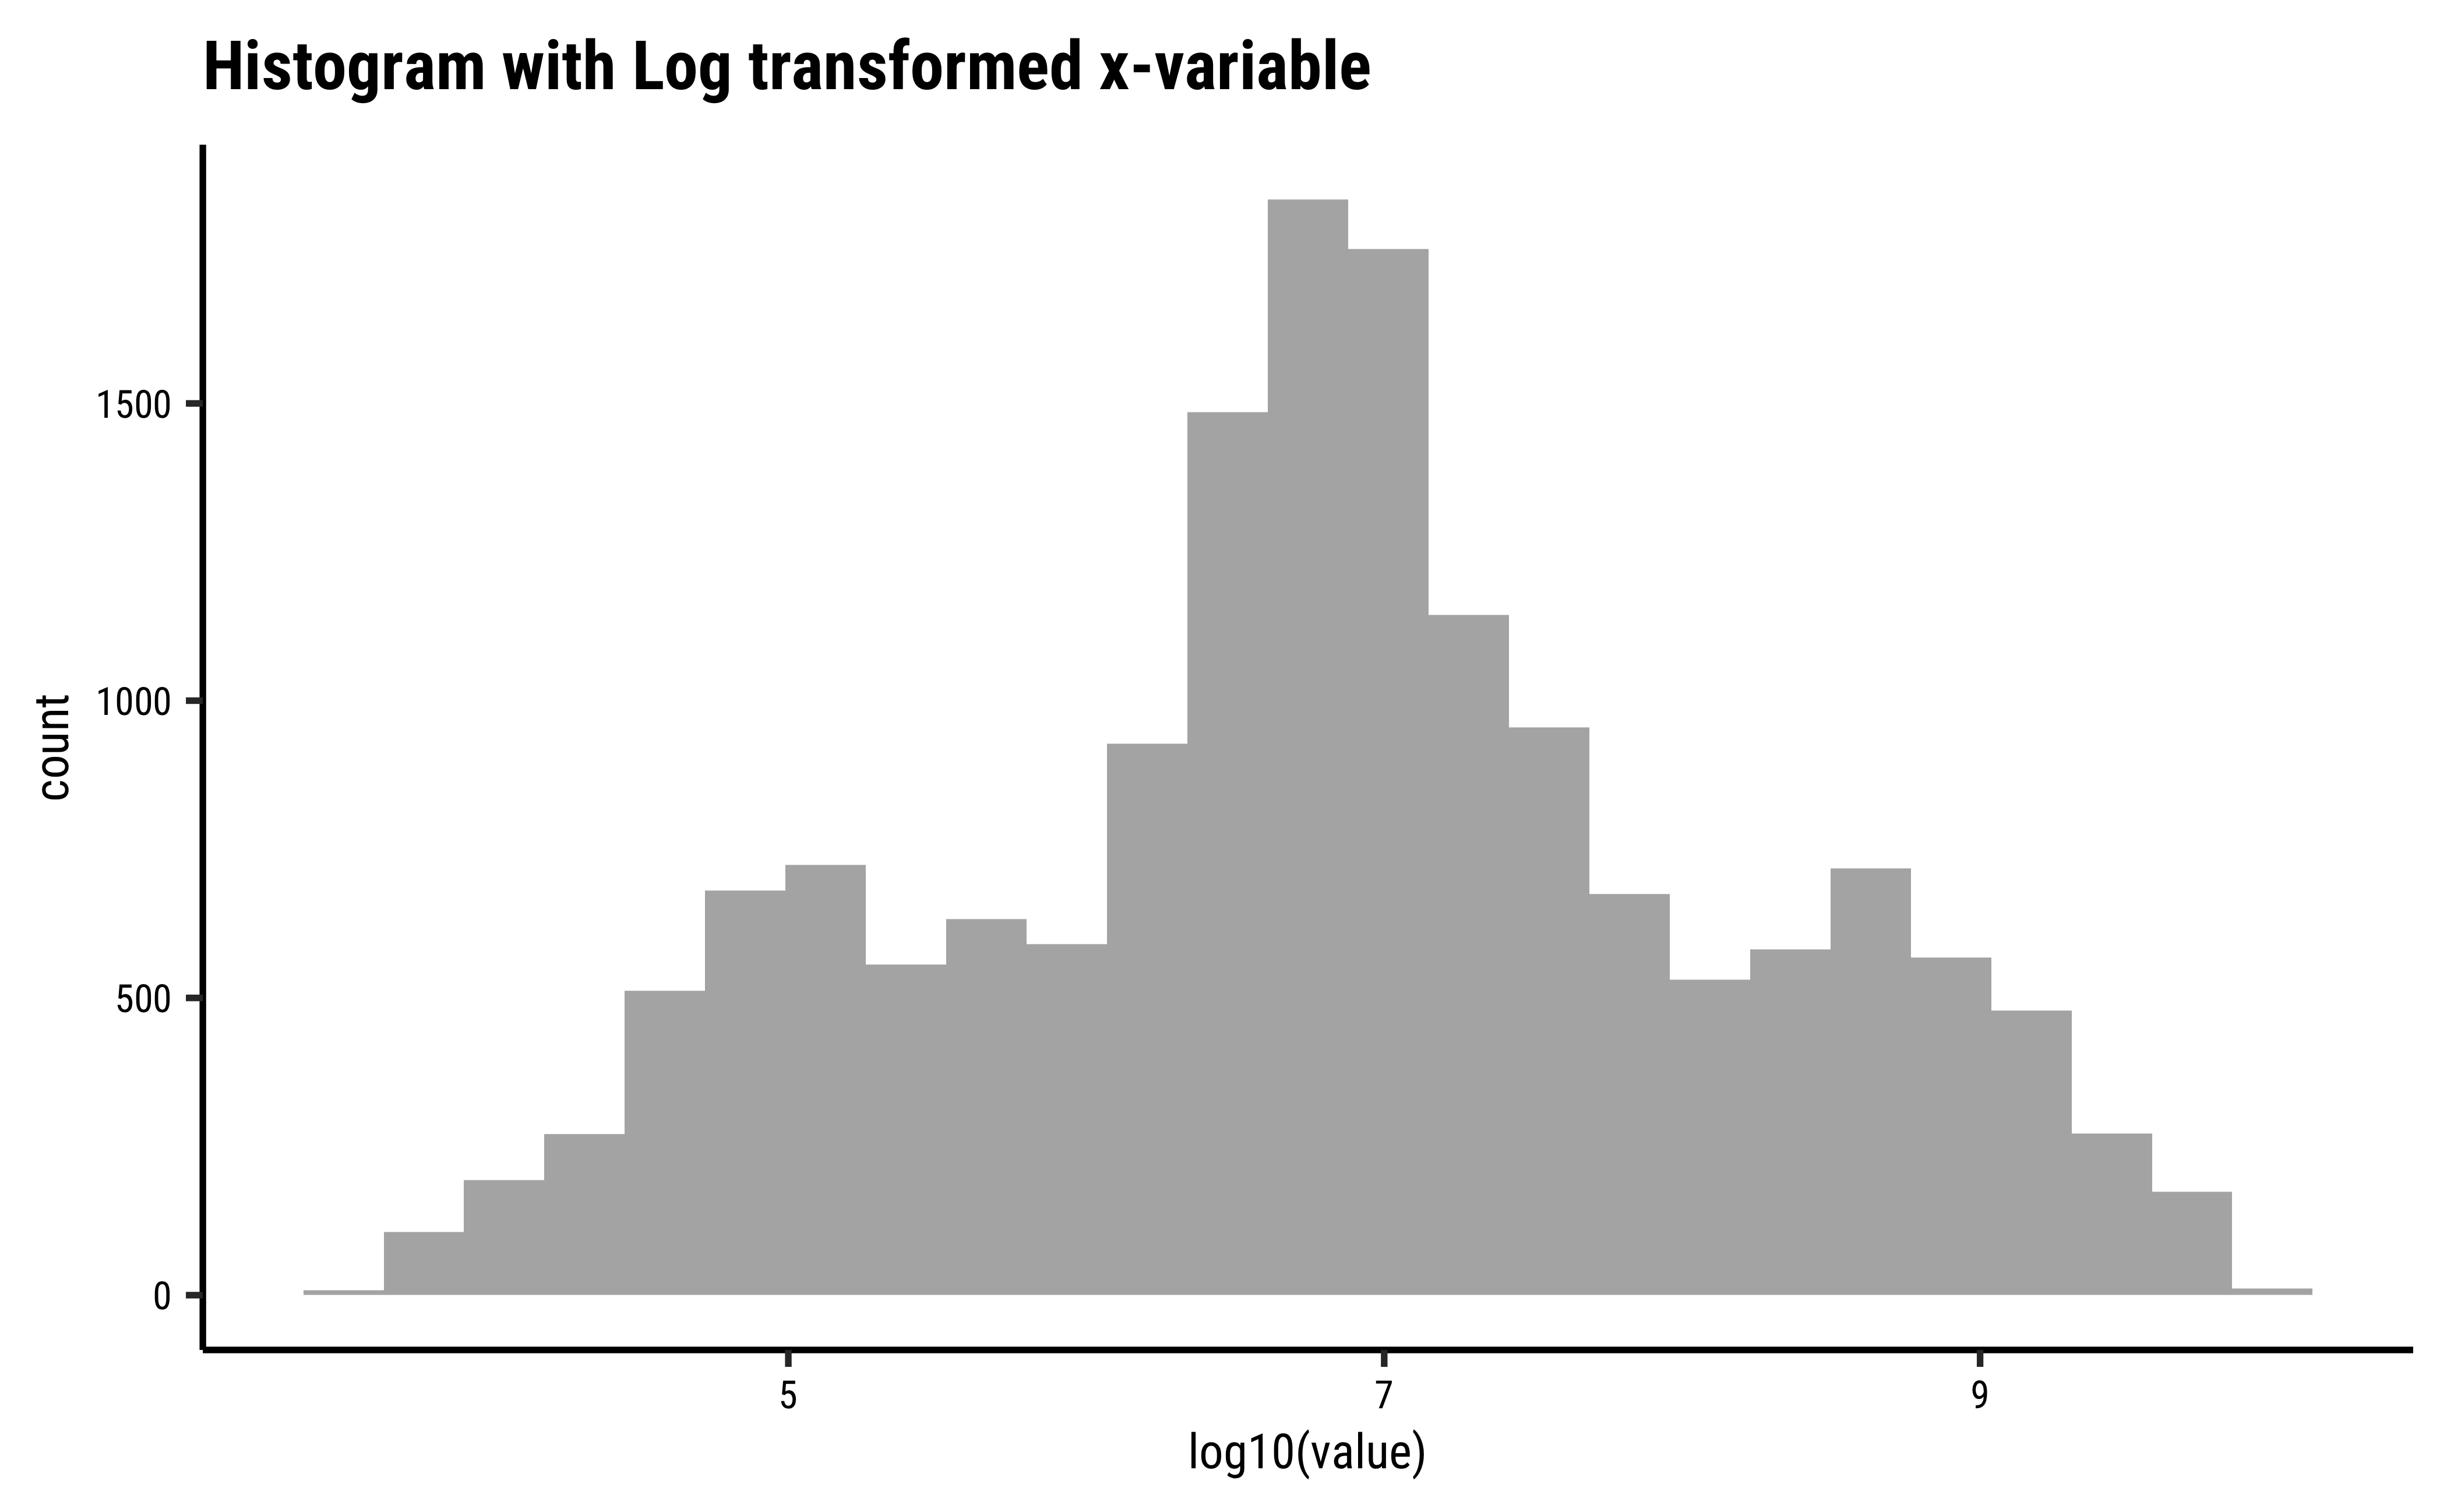 Histogram with Log transformed x-variable
1500
1000
500
0
count
5 7 9
log10(value)